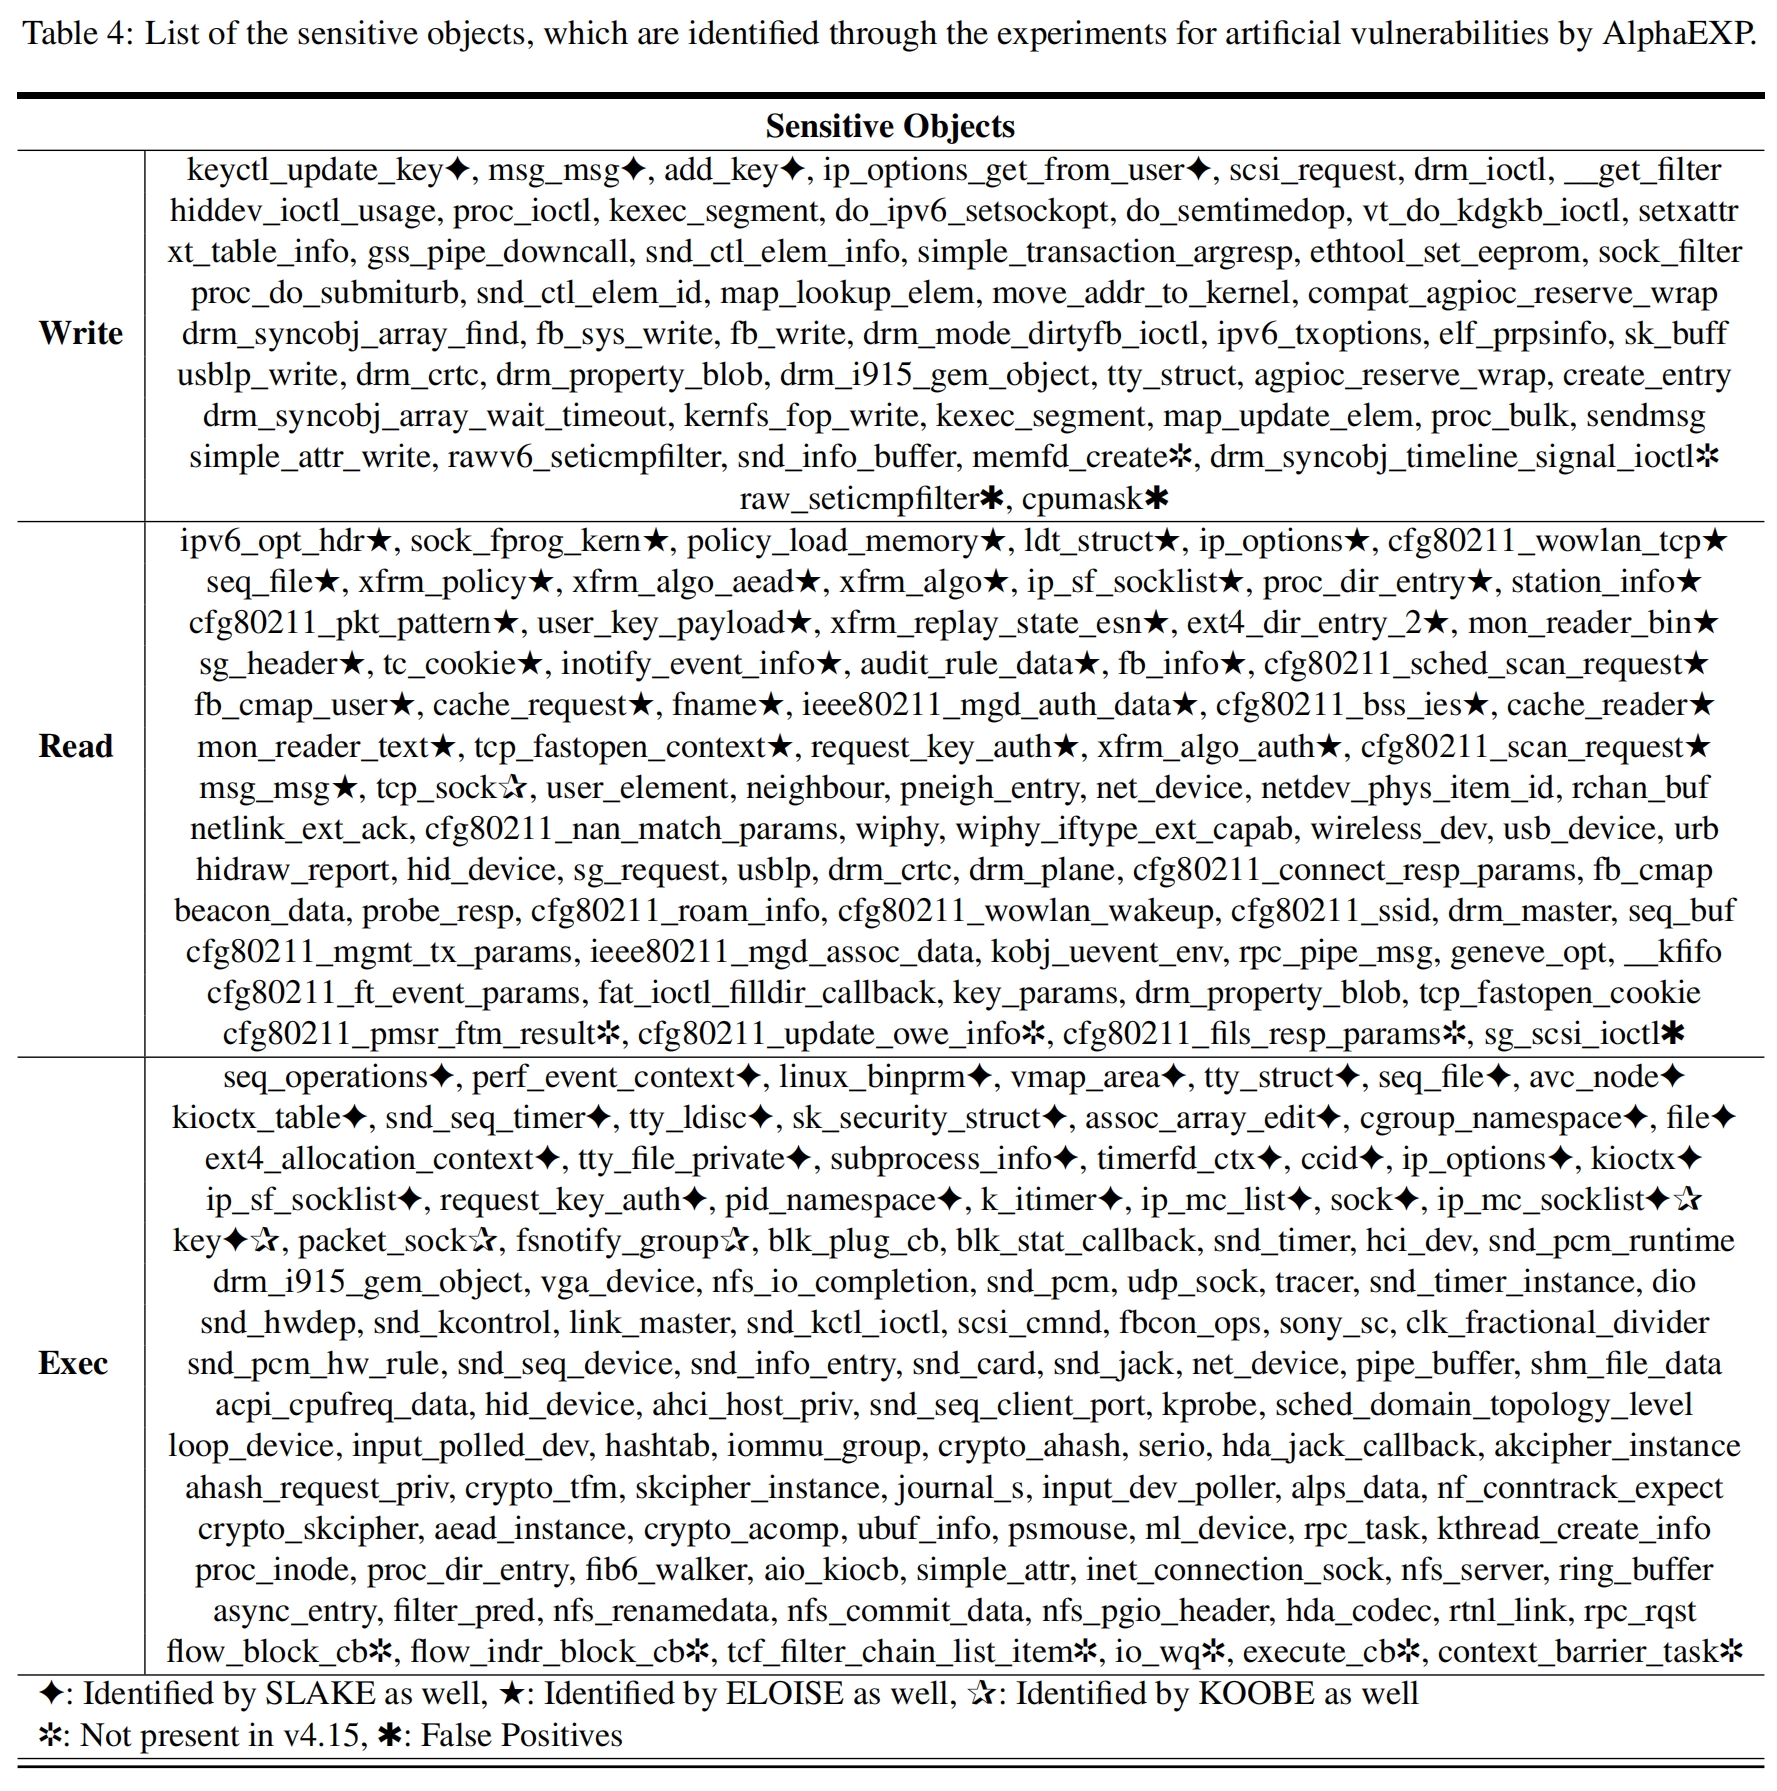 Table 4: List of the sensitive objects, which are identified through the experiments for artificial vulnerabilities by AlphaEXP.
Sensitive Objects
Write
keyctl_update_key✦, msg_msg✦, add_key✦, ip_options_get_from_user✦, scsi_request, drm_ioctl, __get_filter
hiddev_ioctl_usage, proc_ioctl, kexec_segment, do_ipv6_setsockopt, do_semtimedop, vt_do_kdgkb_ioctl, setxattr
xt_table_info, gss_pipe_downcall, snd_ctl_elem_info, simple_transaction_argresp, ethtool_set_eeprom, sock_filter
proc_do_submiturb, snd_ctl_elem_id, map_lookup_elem, move_addr_to_kernel, compat_agpioc_reserve_wrap
drm_syncobj_array_find, fb_sys_write, fb_write, drm_mode_dirtyfb_ioctl, ipv6_txoptions, elf_prpsinfo, sk_buff
usblp_write, drm_crtc, drm_property_blob, drm_i915_gem_object, tty_struct, agpioc_reserve_wrap, create_entry
drm_syncobj_array_wait_timeout, kernfs_fop_write, kexec_segment, map_update_elem, proc_bulk, sendmsg
simple_attr_write, rawv6_seticmpfilter, snd_info_buffer, memfd_create✲, drm_syncobj_timeline_signal_ioctl✲
raw_seticmpfilter✱, cpumask✱
Read
ipv6_opt_hdr★, sock_fprog_kern★, policy_load_memory★, ldt_struct★, ip_options★, cfg80211_wowlan_tcp★
seq_file★, xfrm_policy★, xfrm_algo_aead★, xfrm_algo★, ip_sf_socklist★, proc_dir_entry★, station_info★
cfg80211_pkt_pattern★, user_key_payload★, xfrm_replay_state_esn★, ext4_dir_entry_2★, mon_reader_bin★
sg_header★, tc_cookie★, inotify_event_info★, audit_rule_data★, fb_info★, cfg80211_sched_scan_request★
fb_cmap_user★, cache_request★, fname★, ieee80211_mgd_auth_data★, cfg80211_bss_ies★, cache_reader★
mon_reader_text★, tcp_fastopen_context★, request_key_auth★, xfrm_algo_auth★, cfg80211_scan_request★
msg_msg★, tcp_sock✰, user_element, neighbour, pneigh_entry, net_device, netdev_phys_item_id, rchan_buf
netlink_ext_ack, cfg80211_nan_match_params, wiphy, wiphy_iftype_ext_capab, wireless_dev, usb_device, urb
hidraw_report, hid_device, sg_request, usblp, drm_crtc, drm_plane, cfg80211_connect_resp_params, fb_cmap
beacon_data, probe_resp, cfg80211_roam_info, cfg80211_wowlan_wakeup, cfg80211_ssid, drm_master, seq_buf
cfg80211_mgmt_tx_params, ieee80211_mgd_assoc_data, kobj_uevent_env, rpc_pipe_msg, geneve_opt, __kfifo
cfg80211_ft_event_params, fat_ioctl_filldir_callback, key_params, drm_property_blob, tcp_fastopen_cookie
cfg80211_pmsr_ftm_result✲, cfg80211_update_owe_info✲, cfg80211_fils_resp_params✲, sg_scsi_ioctl✱
Exec
seq_operations✦, perf_event_context✦, linux_binprm✦, vmap_area✦, tty_struct✦, seq_file✦, avc_node✦
kioctx_table✦, snd_seq_timer✦, tty_ldisc✦, sk_security_struct✦, assoc_array_edit✦, cgroup_namespace✦, file✦
ext4_allocation_context✦, tty_file_private✦, subprocess_info✦, timerfd_ctx✦, ccid✦, ip_options✦, kioctx✦
ip_sf_socklist✦, request_key_auth✦, pid_namespace✦, k_itimer✦, ip_mc_list✦, sock✦, ip_mc_socklist✦✰
key✦✰, packet_sock✰, fsnotify_group✰, blk_plug_cb, blk_stat_callback, snd_timer, hci_dev, snd_pcm_runtime
drm_i915_gem_object, vga_device, nfs_io_completion, snd_pcm, udp_sock, tracer, snd_timer_instance, dio
snd_hwdep, snd_kcontrol, link_master, snd_kctl_ioctl, scsi_cmnd, fbcon_ops, sony_sc, clk_fractional_divider
snd_pcm_hw_rule, snd_seq_device, snd_info_entry, snd_card, snd_jack, net_device, pipe_buffer, shm_file_data
acpi_cpufreq_data, hid_device, ahci_host_priv, snd_seq_client_port, kprobe, sched_domain_topology_level
loop_device, input_polled_dev, hashtab, iommu_group, crypto_ahash, serio, hda_jack_callback, akcipher_instance
ahash_request_priv, crypto_tfm, skcipher_instance, journal_s, input_dev_poller, alps_data, nf_conntrack_expect
crypto_skcipher, aead_instance, crypto_acomp, ubuf_info, psmouse, ml_device, rpc_task, kthread_create_info
proc_inode, proc_dir_entry, fib6_walker, aio_kiocb, simple_attr, inet_connection_sock, nfs_server, ring_buffer
async_entry, filter_pred, nfs_renamedata, nfs_commit_data, nfs_pgio_header, hda_codec, rtnl_link, rpc_rqst
flow_block_cb✲, flow_indr_block_cb✲, tcf_filter_chain_list_item✲, io_wq✲, execute_cb✲, context_barrier_task✲
✦: Identified by SLAKE as well, ★: Identified by ELOISE as well, ✰: Identified by KOOBE as well
✲: Not present in v4.15, ✱: False Positives